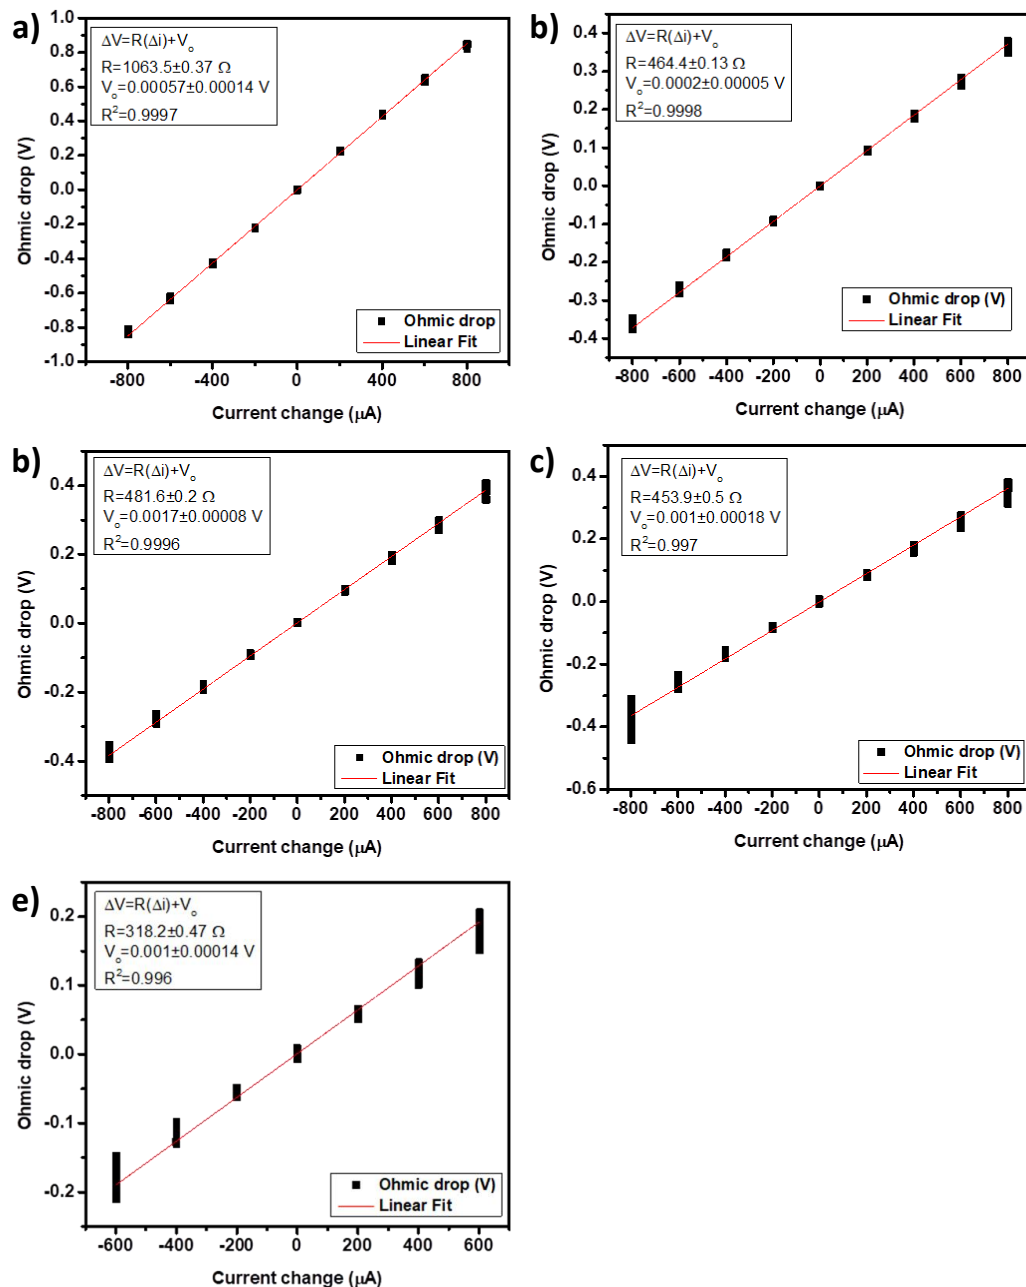 a)
ΔV=R(Δi)+V₀
R=1063.5±0.37 Ω
V₀=0.00057±0.00014 V
R²=0.9997
1.0
0.8
0.6
0.4
0.2
0.0
-0.2
-0.4
-0.6
-0.8
-1.0
Ohmic drop (V)
Ohmic drop
Linear Fit
-800 -400 0 400 800
Current change (μA)
b)
ΔV=R(Δi)+V₀
R=464.4±0.13 Ω
V₀=0.0002±0.00005 V
R²=0.9998
0.4
0.3
0.2
0.1
0.0
-0.1
-0.2
-0.3
-0.4
Ohmic drop (V)
Ohmic drop (V)
Linear Fit
-800 -600 -400 -200 0 200 400 600 800
Current change (μA)
b)
ΔV=R(Δi)+V₀
R=481.6±0.2 Ω
V₀=0.0017±0.00008 V
R²=0.9996
0.4
0.2
0.0
-0.2
-0.4
Ohmic drop (V)
Ohmic drop (V)
Linear Fit
-800 -600 -400 -200 0 200 400 600 800
Current change (μA)
c)
ΔV=R(Δi)+V₀
R=453.9±0.5 Ω
V₀=0.001±0.00018 V
R²=0.997
0.4
0.2
0.0
-0.2
-0.4
-0.6
Ohmic drop (V)
Ohmic drop (V)
Linear Fit
-800 -600 -400 -200 0 200 400 600 800
Current change (μA)
e)
ΔV=R(Δi)+V₀
R=318.2±0.47 Ω
V₀=0.001±0.00014 V
R²=0.996
0.2
0.1
0.0
-0.1
-0.2
Ohmic drop (V)
Ohmic drop (V)
Linear Fit
-600 -400 -200 0 200 400 600
Current change (μA)